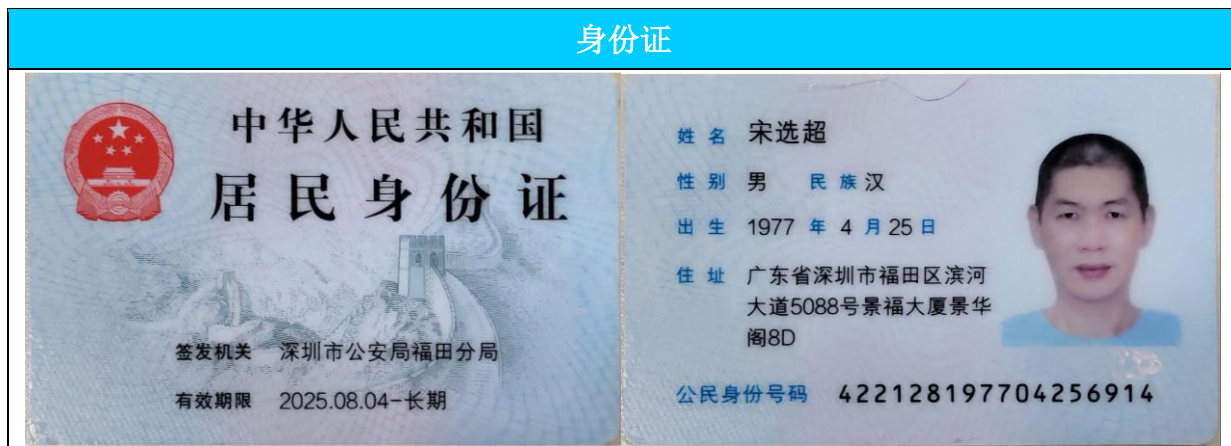 身份证
中华人民共和国
居民身份证
签发机关 深圳市公安局福田分局
有效期限 2025.08.04-长期
姓名 宋选超
性别 男 民族 汉
出生 1977 年 4 月 25 日
住址 广东省深圳市福田区滨河
大道5088号景福大厦景华
阁8D
公民身份号码 422128197704256914